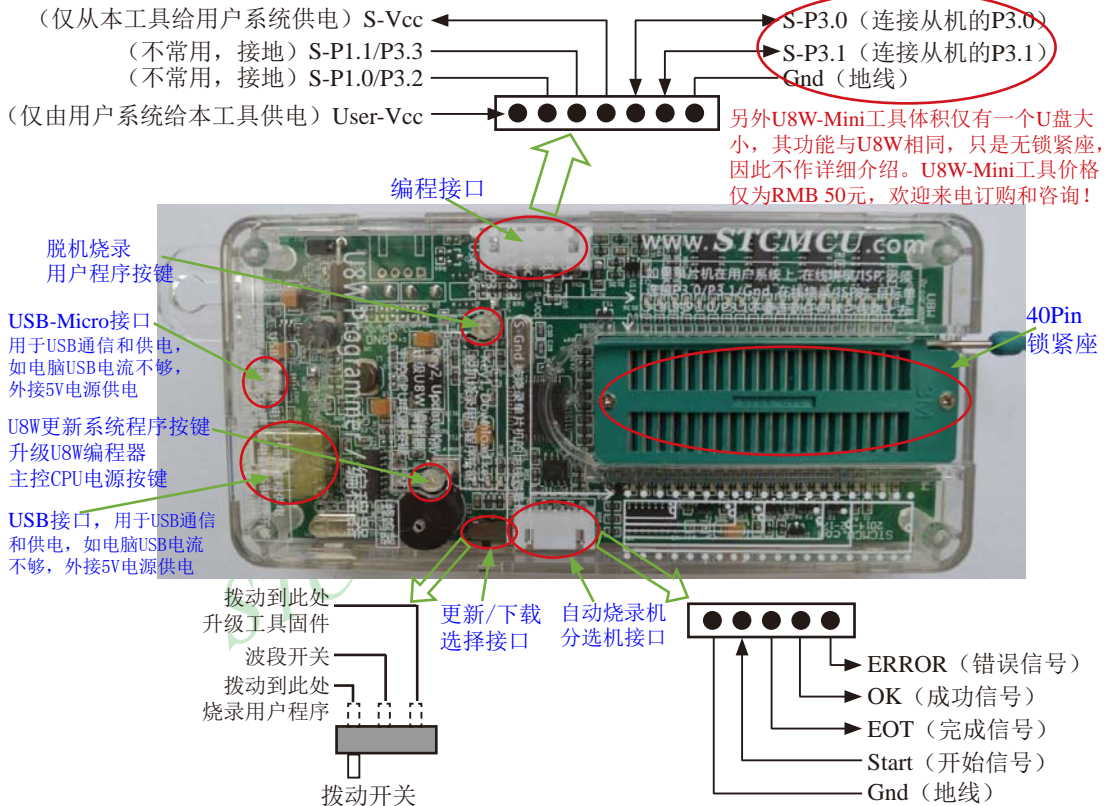 （仅从本工具给用户系统供电）S-Vcc
（不常用，接地）S-P1.1/P3.3
（不常用，接地）S-P1.0/P3.2
（仅由用户系统给本工具供电）User-Vcc
S-P3.0（连接从机的P3.0）
S-P3.1（连接从机的P3.1）
Gnd（地线）
另外U8W-Mini工具体积仅有一个U盘大
小，其功能与U8W相同，只是无锁紧座，
因此不作详细介绍。U8W-Mini工具价格
仅为RMB 50元，欢迎来电订购和咨询！
编程接口
脱机烧录
用户程序按键
USB-Micro接口
用于USB通信和供电，
如电脑USB电流不够，
外接5V电源供电
U8W更新系统程序按键
升级U8W编程器
主控CPU电源按键
USB接口，用于USB通信
和供电，如电脑USB电流
不够，外接5V电源供电
www.STCMCU.com
U8W Programmer
S-Gnd
40Pin
锁紧座
STC
拨动到此处
升级工具固件
波段开关
拨动到此处
烧录用户程序
拨动开关
更新/下载
选择接口
自动烧录机
分选机接口
ERROR（错误信号）
OK（成功信号）
EOT（完成信号）
Start（开始信号）
Gnd（地线）